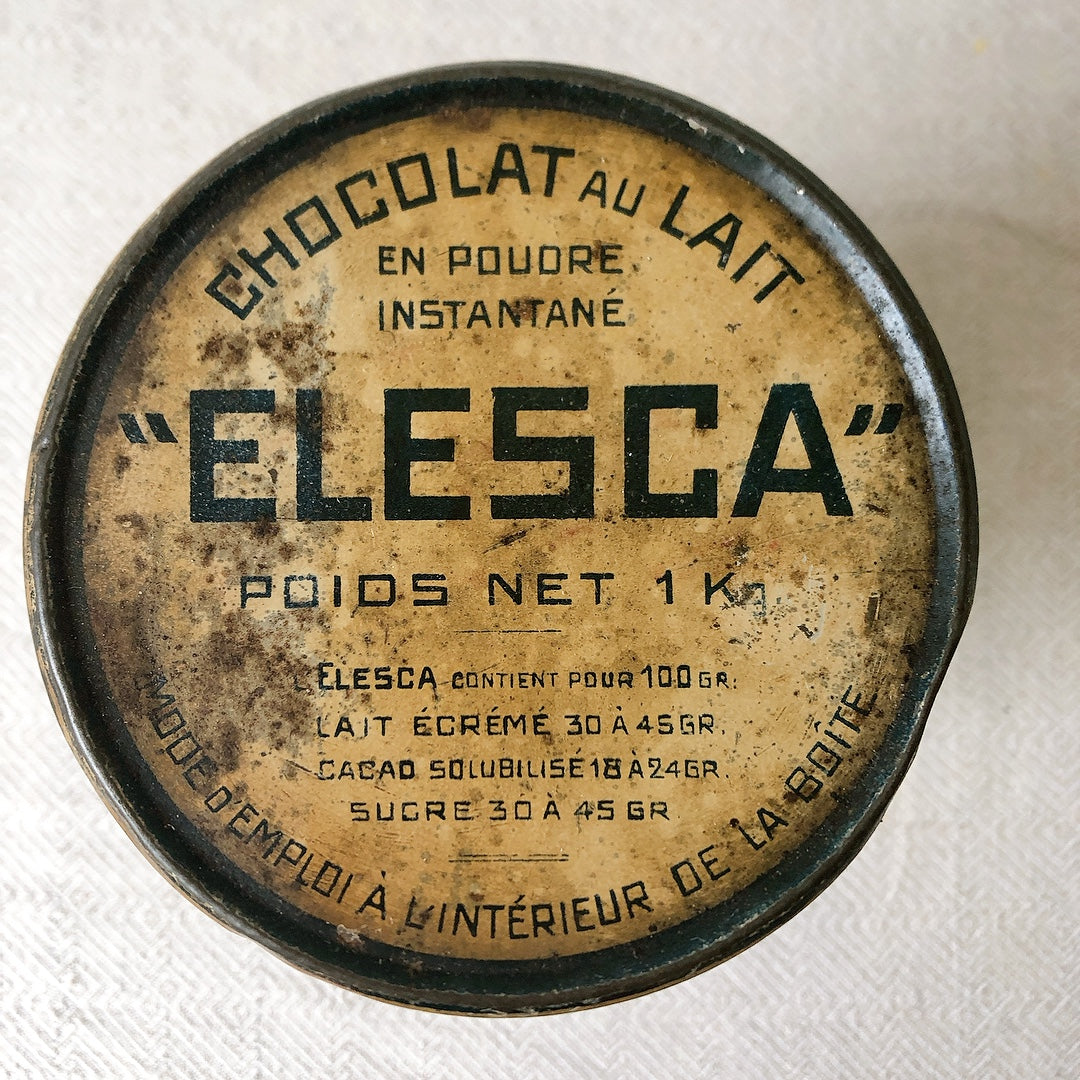 CHOCOLAT AU LAIT
EN POUDRE
INSTANTANÉ
"ELESCA"
POIDS NET 1 Kg
ELESCA CONTIENT POUR 100 GR.
LAIT ÉCRÉMÉ 30 À 45 GR.
CACAO SOLUBILISÉ 18 À 24 GR.
SUCRE 30 À 45 GR
MODE D'EMPLOI À L'INTÉRIEUR DE LA BOÎTE